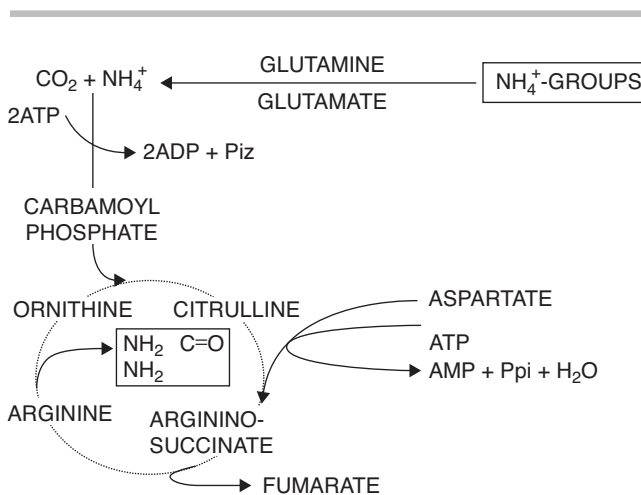 GLUTAMINE
CO₂ + NH₄⁺
NH₄⁺-GROUPS
GLUTAMATE
2ATP
2ADP + Piz
CARBAMOYL
PHOSPHATE
ORNITHINE
CITRULLINE
ASPARTATE
NH₂ C=O
NH₂
ATP
AMP + Ppi + H₂O
ARGININE
ARGININO-
SUCCINATE
FUMARATE